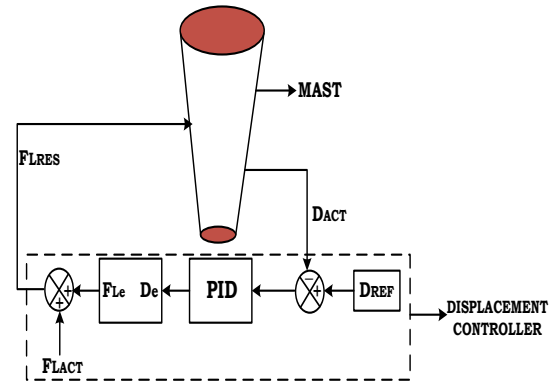 MAST
FLRES
DACT
−
+
+
+
FLe De
PID
DREF
DISPLACEMENT
CONTROLLER
FLACT